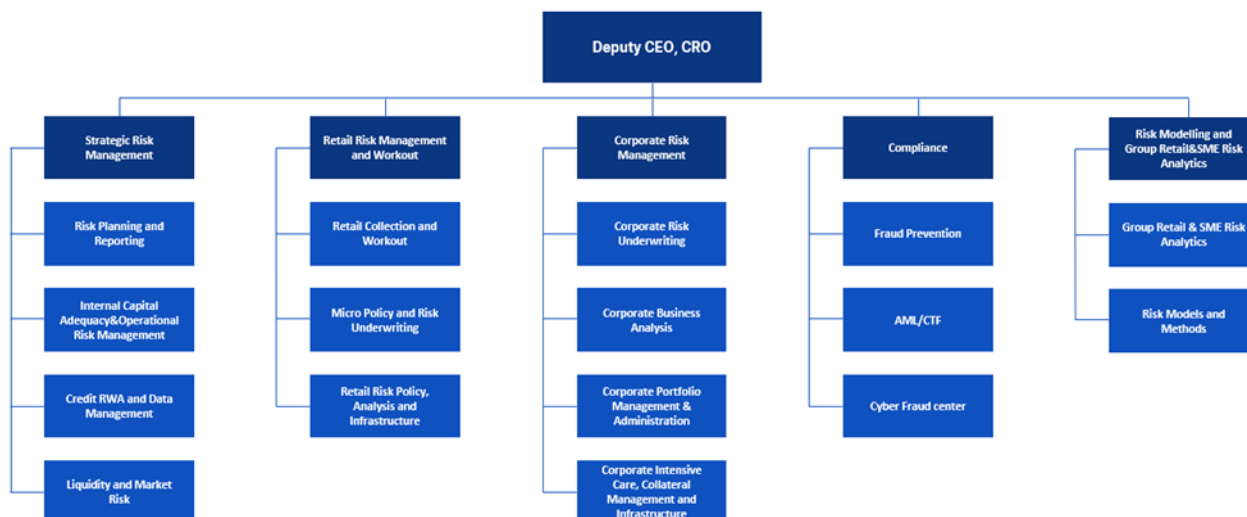 Deputy CEO, CRO
Strategic Risk
Management
Risk Planning and
Reporting
Internal Capital
Adequacy&Operational
Risk Management
Credit RWA and Data
Management
Liquidity and Market
Risk
Retail Risk Management
and Workout
Retail Collection and
Workout
Micro Policy and Risk
Underwriting
Retail Risk Policy,
Analysis and
Infrastructure
Corporate Risk
Management
Corporate Risk
Underwriting
Corporate Business
Analysis
Corporate Portfolio
Management &
Administration
Corporate Intensive
Care, Collateral
Management and
Infrastructure
Compliance
Fraud Prevention
AML/CTF
Cyber Fraud center
Risk Modelling and
Group Retail&SME Risk
Analytics
Group Retail & SME Risk
Analytics
Risk Models and
Methods